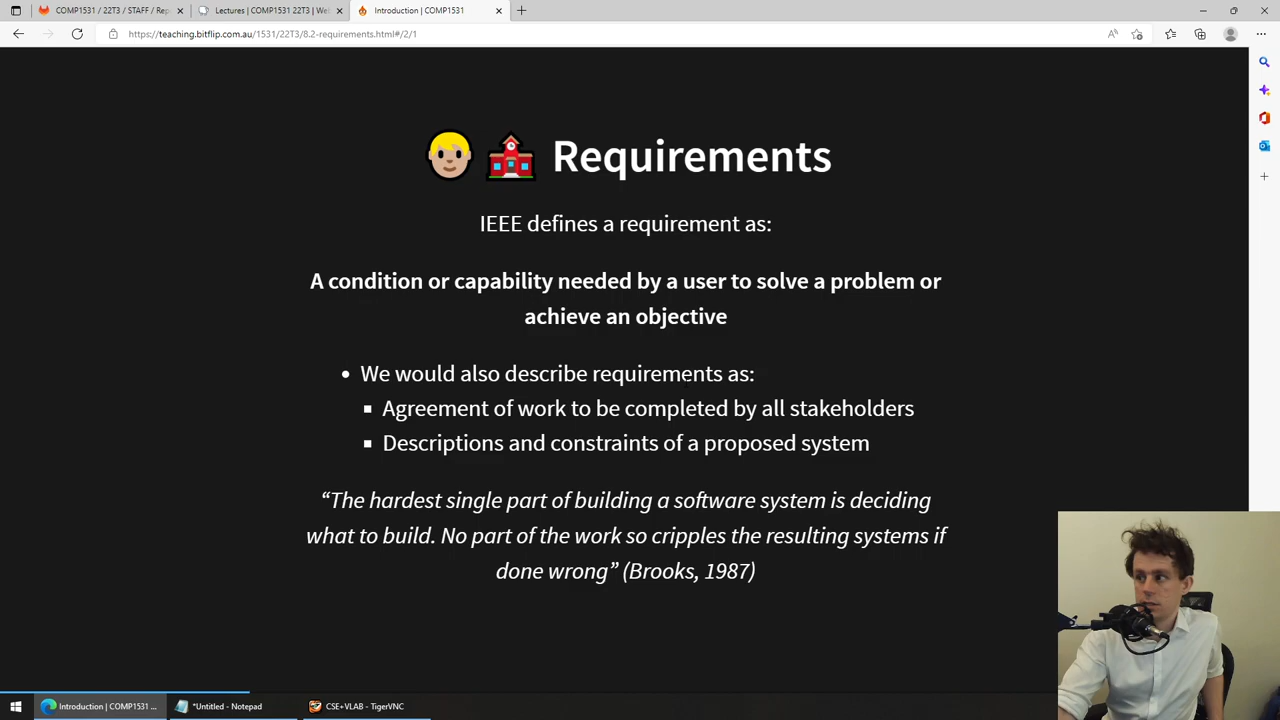 COMP1531 / 22T3 / STAFF / Rep
Lectures | COMP1531 22T3 | Wel
Introduction | COMP1531
https://teaching.bitflip.com.au/1531/22T3/8.2-requirements.html#/2/1
Requirements
IEEE defines a requirement as:
A condition or capability needed by a user to solve a problem or
achieve an objective
• We would also describe requirements as:
▪ Agreement of work to be completed by all stakeholders
▪ Descriptions and constraints of a proposed system
“The hardest single part of building a software system is deciding
what to build. No part of the work so cripples the resulting systems if
done wrong” (Brooks, 1987)
Introduction | COMP1531 ...
*Untitled - Notepad
CSE+VLAB - TigerVNC